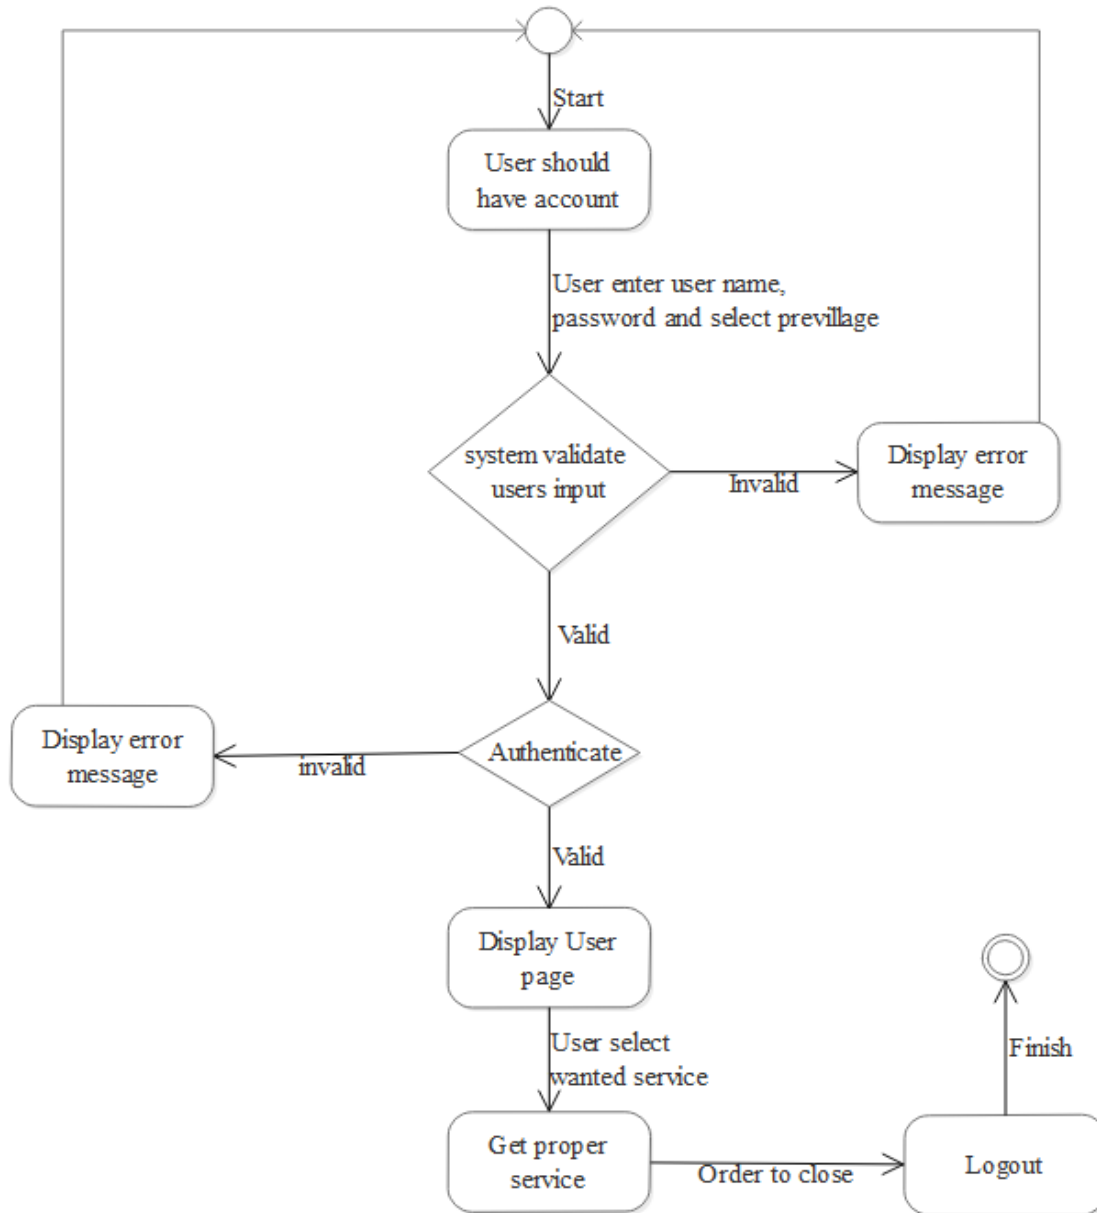 Start
User should
have account
User enter user name,
password and select previllage
system validate
users input
Invalid
Display error
message
Valid
Authenticate
invalid
Display error
message
Valid
Display User
page
User select
wanted service
Finish
Get proper
service
Order to close
Logout